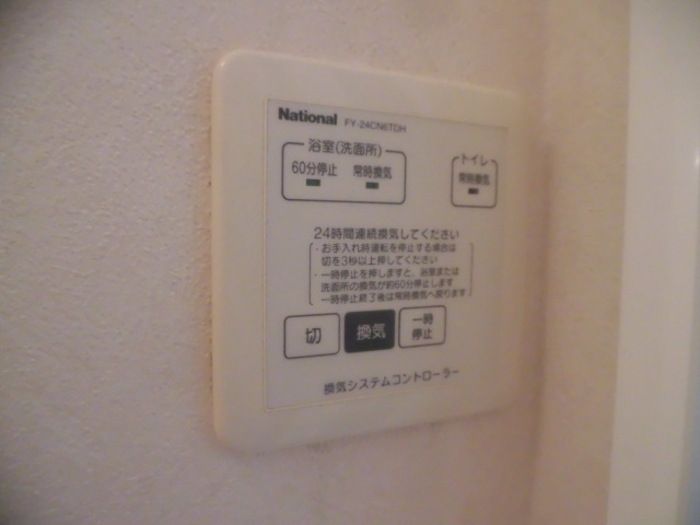 National FY-24CN6TDH
浴室(洗面所)
60分停止 常時換気
トイレ
常時換気
24時間連続換気してください
・お手入れ時運転を停止する場合は
切を3秒以上押してください
・一時停止を押しますと、浴室または
洗面所の換気が約60分停止します
一時停止終了後は常時換気へ戻ります
切
換気
一時
停止
換気システムコントローラー